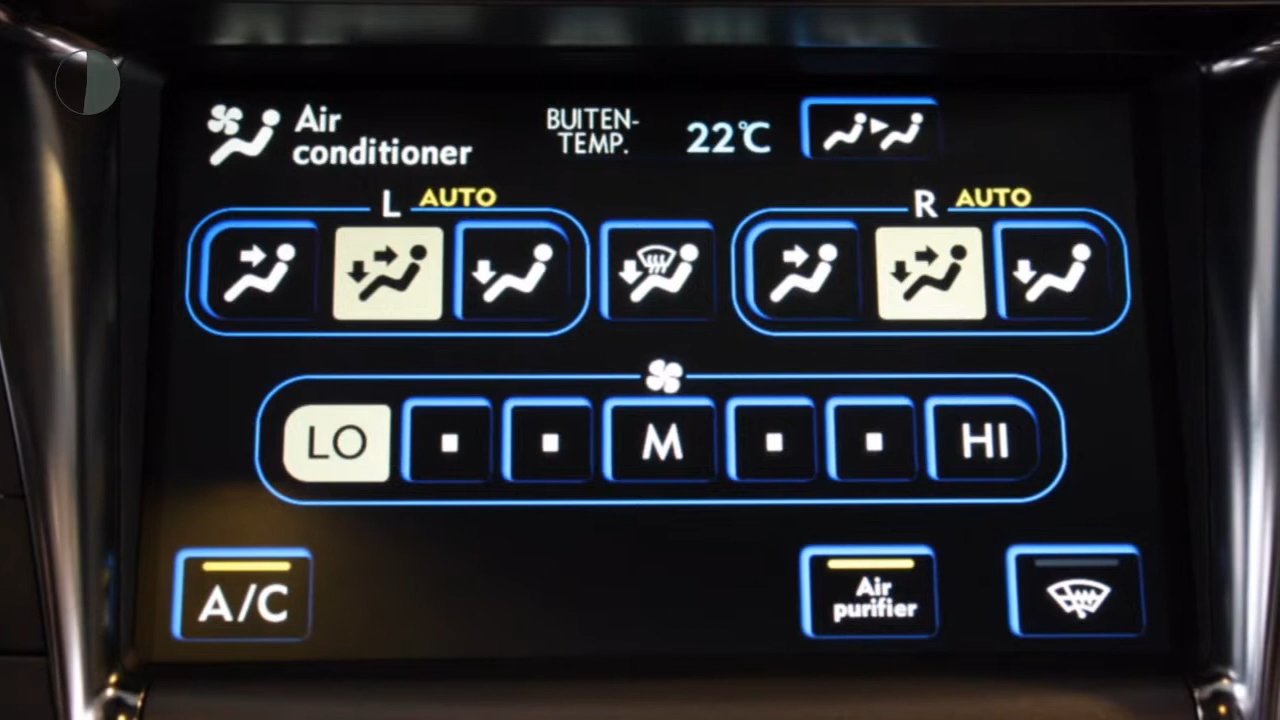 Air
conditioner
BUITEN-
TEMP.
22°C
L AUTO
R AUTO
LO
M
HI
A/C
Air
purifier